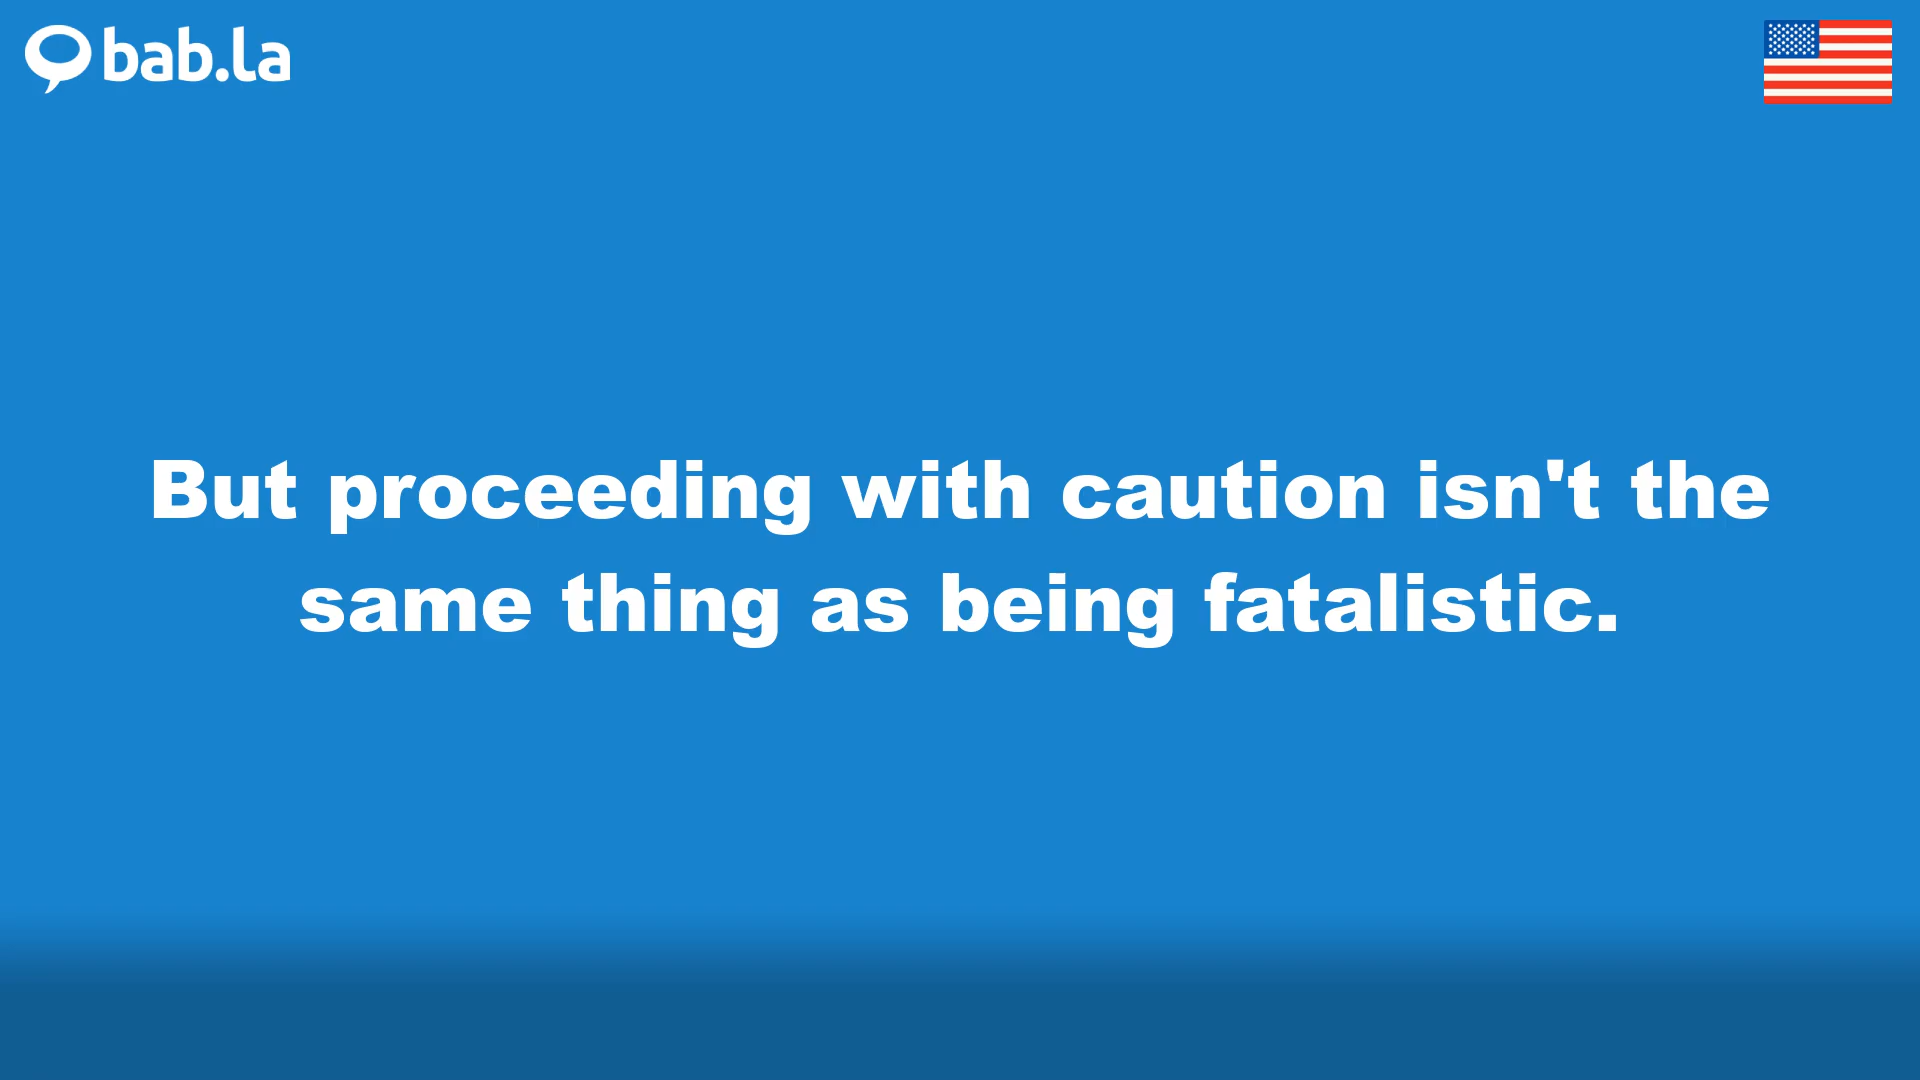 bab.la
But proceeding with caution isn't the
same thing as being fatalistic.